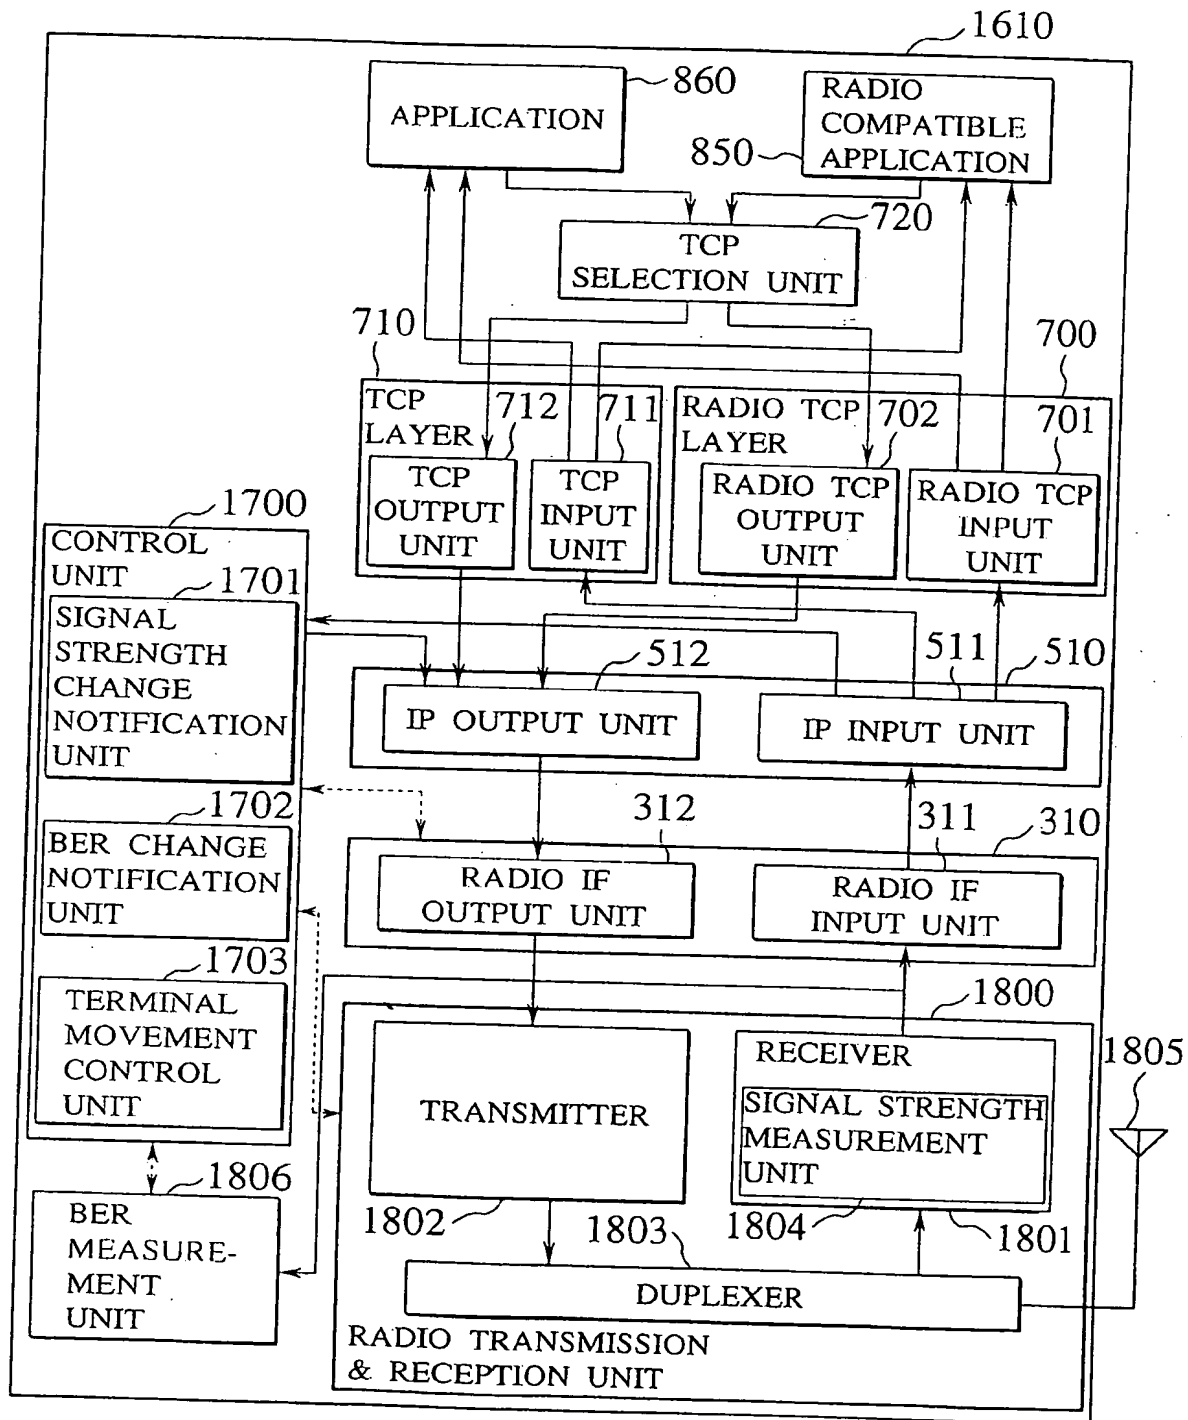 1610
APPLICATION
860
RADIO
COMPATIBLE
APPLICATION
850
720
TCP
SELECTION UNIT
710
700
TCP
LAYER
712
711
RADIO TCP
LAYER
702
701
TCP
OUTPUT
UNIT
TCP
INPUT
UNIT
RADIO TCP
OUTPUT
UNIT
RADIO TCP
INPUT
UNIT
1700
CONTROL
UNIT
1701
SIGNAL
STRENGTH
CHANGE
NOTIFICATION
UNIT
512
511
510
IP OUTPUT UNIT
IP INPUT UNIT
1702
BER CHANGE
NOTIFICATION
UNIT
312
311
310
RADIO IF
OUTPUT UNIT
RADIO IF
INPUT UNIT
1703
TERMINAL
MOVEMENT
CONTROL
UNIT
1800
TRANSMITTER
RECEIVER
SIGNAL STRENGTH
MEASUREMENT
UNIT
1805
1806
BER
MEASURE-
MENT
UNIT
1802
1803
1804
1801
DUPLEXER
RADIO TRANSMISSION
& RECEPTION UNIT